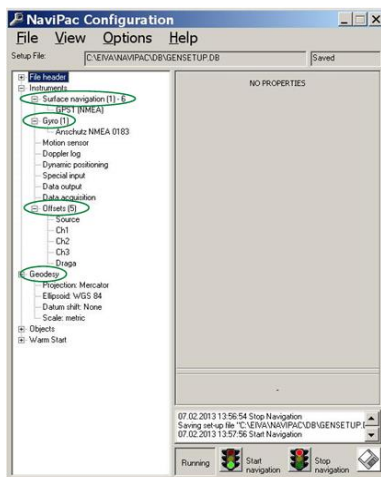 NaviPac Configuration
File View Options Help
Setup File: C:\EIVA\NAVIPAC\DB\GENSETUP.DB Saved
File header
Instruments
Surface navigation (1) - 6
GPS1 (NMEA)
Gyro (1)
Anschutz NMEA 0183
Motion sensor
Doppler log
Dynamic positioning
Special input
Data output
Data acquisition
Offsets (5)
Source
Ch1
Ch2
Ch3
Draga
Geodesy
Projection: Mercator
Ellipsoid: WGS 84
Datum shift: None
Scale: metric
Objects
Warm Start
NO PROPERTIES
-
07.02.2013 13:56:54 Stop Navigation
Saving set-up file "C:\EIVA\NAVIPAC\DB\GENSETUP.
07.02.2013 13:57:56 Start Navigation
Running
Start navigation
Stop navigation